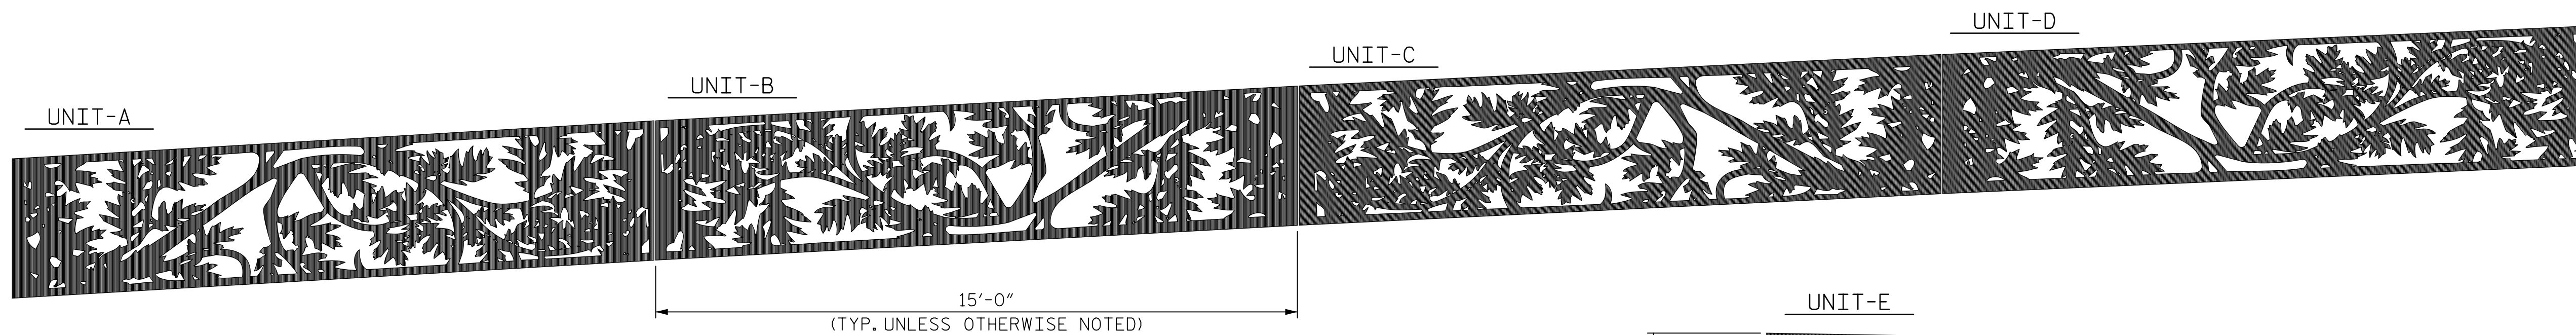 UNIT-A
UNIT-B
UNIT-C
UNIT-D
15'-0"
(TYP. UNLESS OTHERWISE NOTED)
UNIT-E